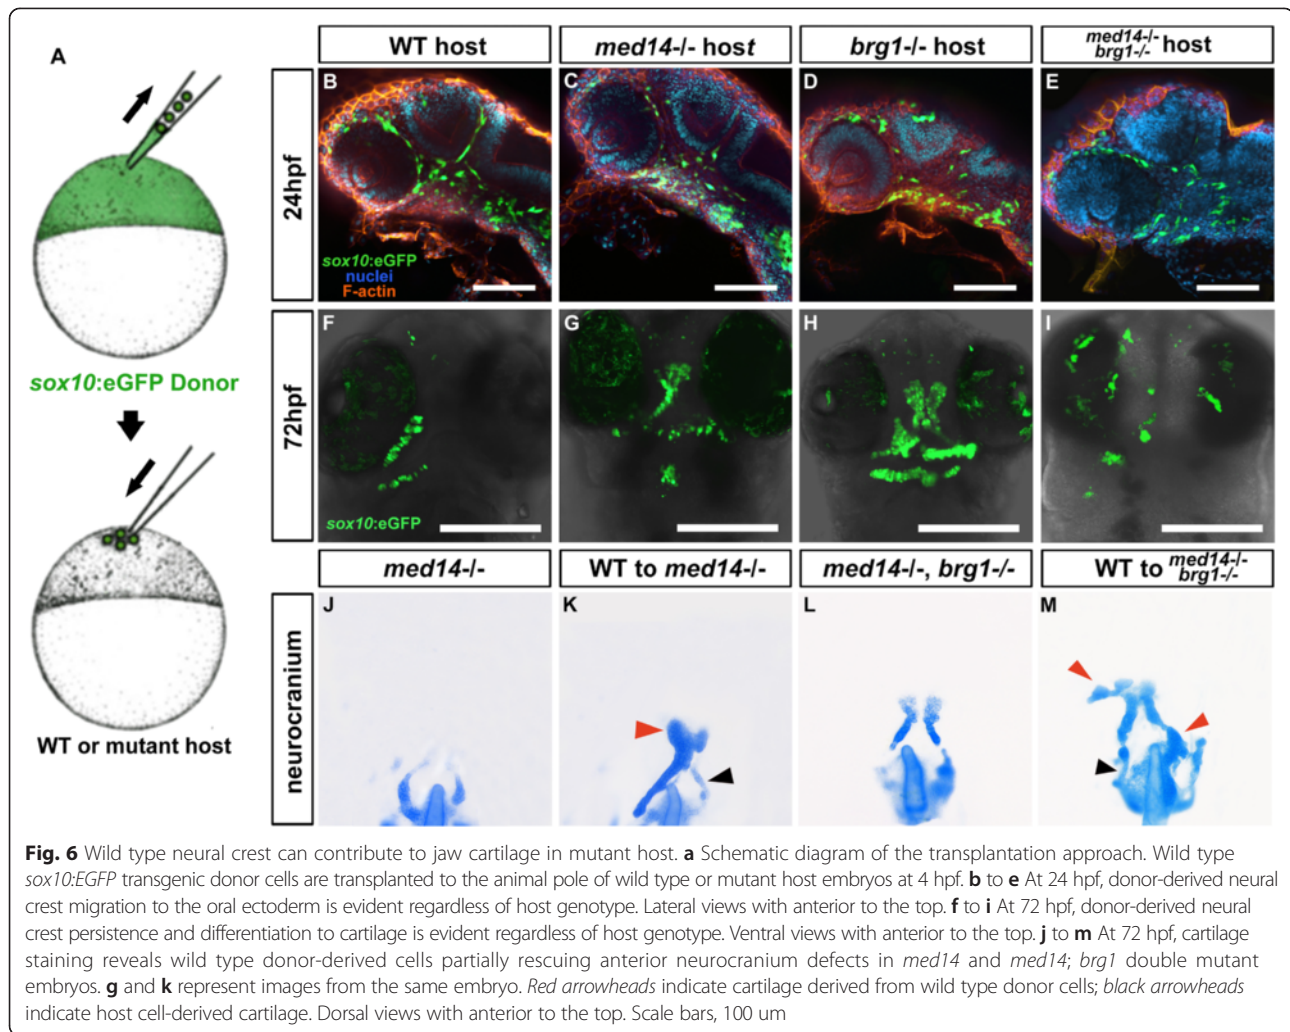 A
sox10:eGFP Donor
WT or mutant host
WT host
med14-/- host
brg1-/- host
med14-/-
brg1-/- host
24hpf
B
sox10:eGFP
nuclei
F-actin
C
D
E
72hpf
F
sox10:eGFP
G
H
I
med14-/-
WT to med14-/-
med14-/-, brg1-/-
WT to med14-/-
brg1-/-
neurocranium
J
K
L
M
Fig. 6 Wild type neural crest can contribute to jaw cartilage in mutant host. a Schematic diagram of the transplantation approach. Wild type
sox10:EGFP transgenic donor cells are transplanted to the animal pole of wild type or mutant host embryos at 4 hpf. b to e At 24 hpf, donor-derived neural
crest migration to the oral ectoderm is evident regardless of host genotype. Lateral views with anterior to the top. f to i At 72 hpf, donor-derived neural
crest persistence and differentiation to cartilage is evident regardless of host genotype. Ventral views with anterior to the top. j to m At 72 hpf, cartilage
staining reveals wild type donor-derived cells partially rescuing anterior neurocranium defects in med14 and med14; brg1 double mutant
embryos. g and k represent images from the same embryo. Red arrowheads indicate cartilage derived from wild type donor cells; black arrowheads
indicate host cell-derived cartilage. Dorsal views with anterior to the top. Scale bars, 100 um